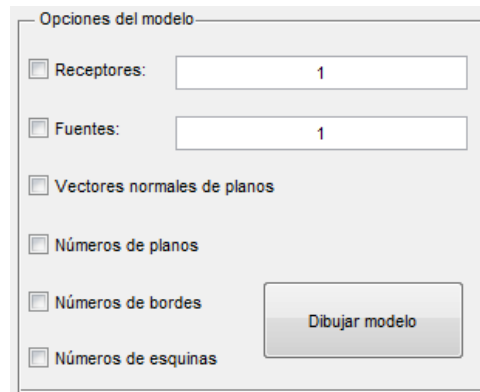 Opciones del modelo
Receptores: 1
Fuentes: 1
Vectores normales de planos
Números de planos
Números de bordes
Dibujar modelo
Números de esquinas